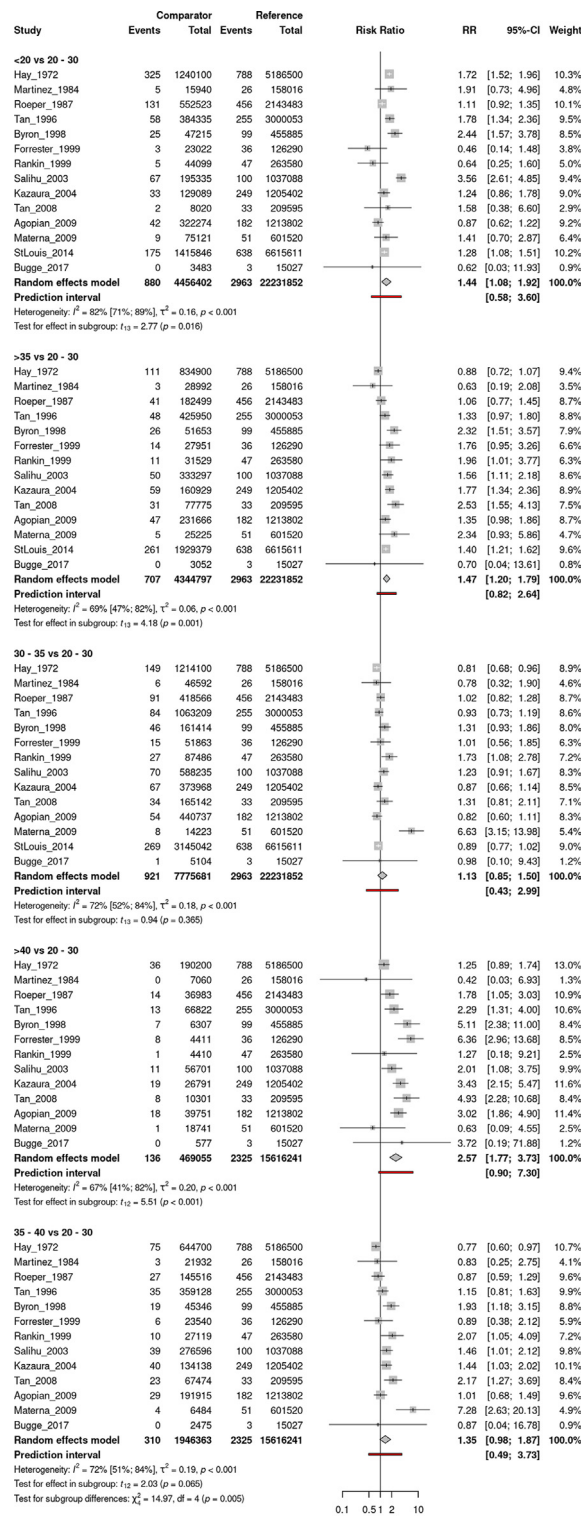 Comparator Reference
Study Events Total Events Total Risk Ratio RR 95%-CI Weight
<20 vs 20 - 30
Hay_1972 325 1240100 788 5186500 1.72 [1.52; 1.96] 10.3%
Martinez_1984 5 15940 26 158016 1.91 [0.73; 4.96] 4.8%
Roeper_1987 131 552523 456 2143483 1.11 [0.92; 1.35] 10.1%
Tan_1996 58 384335 255 3000053 1.78 [1.34; 2.36] 9.6%
Byron_1998 25 47215 99 455885 2.44 [1.57; 3.78] 8.4%
Forrester_1999 3 23022 36 126290 0.46 [0.14; 1.48] 3.8%
Rankin_1999 5 44099 47 263580 0.64 [0.25; 1.60] 5.0%
Salihu_2003 67 195335 100 1037088 3.56 [2.61; 4.85] 9.4%
Kazaura_2004 33 129089 249 1205402 1.24 [0.86; 1.78] 9.0%
Tan_2008 2 8020 33 209595 1.58 [0.38; 6.60] 2.9%
Agopian_2009 42 322274 182 1213802 0.87 [0.62; 1.22] 9.2%
Materna_2009 9 75121 51 601520 1.41 [0.70; 2.87] 6.3%
StLouis_2014 175 1415846 638 6615611 1.28 [1.08; 1.51] 10.2%
Bugge_2017 0 3483 3 15027 0.62 [0.03; 11.93] 0.9%
Random effects model 880 4456402 2963 22231852 1.44 [1.08; 1.92] 100.0%
Prediction interval [0.58; 3.60]
Heterogeneity: I² = 82% [71%; 89%], τ² = 0.16, p < 0.001
Test for effect in subgroup: t₁₃ = 2.77 (p = 0.016)
>35 vs 20 - 30
Hay_1972 111 834900 788 5186500 0.88 [0.72; 1.07] 9.4%
Martinez_1984 3 28992 26 158016 0.63 [0.19; 2.08] 3.5%
Roeper_1987 41 182499 456 2143483 1.06 [0.77; 1.45] 8.7%
Tan_1996 48 425950 255 3000053 1.33 [0.97; 1.80] 8.7%
Byron_1998 26 51653 99 455885 2.32 [1.51; 3.57] 7.9%
Forrester_1999 14 27951 36 126290 1.76 [0.95; 3.26] 6.5%
Rankin_1999 11 31529 47 263580 1.96 [1.01; 3.77] 6.3%
Salihu_2003 50 333297 100 1037088 1.56 [1.11; 2.18] 8.5%
Kazaura_2004 59 160929 249 1205402 1.77 [1.34; 2.36] 8.9%
Tan_2008 31 77775 33 209595 2.53 [1.55; 4.13] 7.5%
Agopian_2009 47 231666 182 1213802 1.35 [0.98; 1.86] 8.6%
Materna_2009 5 25225 51 601520 2.34 [0.93; 5.86] 4.8%
StLouis_2014 261 1929379 638 6615611 1.40 [1.21; 1.62] 9.6%
Bugge_2017 0 3052 3 15027 0.70 [0.04; 13.61] 0.9%
Random effects model 707 4344797 2963 22231852 1.47 [1.20; 1.79] 100.0%
Prediction interval [0.82; 2.64]
Heterogeneity: I² = 69% [47%; 82%], τ² = 0.06, p < 0.001
Test for effect in subgroup: t₁₃ = 4.18 (p = 0.001)
30 - 35 vs 20 - 30
Hay_1972 149 1214100 788 5186500 0.81 [0.68; 0.96] 8.9%
Martinez_1984 6 46592 26 158016 0.78 [0.32; 1.90] 4.6%
Roeper_1987 91 418566 456 2143483 1.02 [0.82; 1.28] 8.7%
Tan_1996 84 1063209 255 3000053 0.93 [0.73; 1.19] 8.6%
Byron_1998 46 161414 99 455885 1.31 [0.93; 1.86] 8.2%
Forrester_1999 15 51863 36 126290 1.01 [0.56; 1.85] 6.3%
Rankin_1999 27 87486 47 263580 1.73 [1.08; 2.78] 7.2%
Salihu_2003 70 588235 100 1037088 1.23 [0.91; 1.67] 8.4%
Kazaura_2004 67 373968 249 1205402 0.87 [0.66; 1.14] 8.5%
Tan_2008 34 165142 33 209595 1.31 [0.81; 2.11] 7.1%
Agopian_2009 54 440737 182 1213802 0.82 [0.60; 1.11] 8.4%
Materna_2009 8 14223 51 601520 6.63 [3.15; 13.98] 5.4%
StLouis_2014 269 3145042 638 6615611 0.89 [0.77; 1.02] 9.0%
Bugge_2017 1 5104 3 15027 0.98 [0.10; 9.43] 1.2%
Random effects model 921 7775681 2963 22231852 1.13 [0.85; 1.50] 100.0%
Prediction interval [0.43; 2.99]
Heterogeneity: I² = 72% [52%; 84%], τ² = 0.18, p < 0.001
Test for effect in subgroup: t₁₃ = 0.94 (p = 0.365)
>40 vs 20 - 30
Hay_1972 36 190200 788 5186500 1.25 [0.89; 1.74] 13.0%
Martinez_1984 0 7060 26 158016 0.42 [0.03; 6.93] 1.3%
Roeper_1987 14 36983 456 2143483 1.78 [1.05; 3.03] 10.9%
Tan_1996 13 66822 255 3000053 2.29 [1.31; 4.00] 10.6%
Byron_1998 7 6307 99 455885 5.11 [2.38; 11.00] 8.4%
Forrester_1999 8 4411 36 126290 6.36 [2.96; 13.68] 8.4%
Rankin_1999 1 4410 47 263580 1.27 [0.18; 9.21] 2.5%
Salihu_2003 11 56701 100 1037088 2.01 [1.08; 3.75] 9.9%
Kazaura_2004 19 26791 249 1205402 3.43 [2.15; 5.47] 11.6%
Tan_2008 8 10301 33 209595 4.93 [2.28; 10.68] 8.4%
Agopian_2009 18 39751 182 1213802 3.02 [1.86; 4.90] 11.4%
Materna_2009 1 18741 51 601520 0.63 [0.09; 4.55] 2.5%
Bugge_2017 0 577 3 15027 3.72 [0.19; 71.88] 1.2%
Random effects model 136 469055 2325 15616241 2.57 [1.77; 3.73] 100.0%
Prediction interval [0.90; 7.30]
Heterogeneity: I² = 67% [41%; 82%], τ² = 0.20, p < 0.001
Test for effect in subgroup: t₁₂ = 5.51 (p < 0.001)
35 - 40 vs 20 - 30
Hay_1972 75 644700 788 5186500 0.77 [0.60; 0.97] 10.7%
Martinez_1984 3 21932 26 158016 0.83 [0.25; 2.75] 4.1%
Roeper_1987 27 145516 456 2143483 0.87 [0.59; 1.29] 9.6%
Tan_1996 35 359128 255 3000053 1.15 [0.81; 1.63] 9.9%
Byron_1998 19 45346 99 455885 1.93 [1.18; 3.15] 8.8%
Forrester_1999 6 23540 36 126290 0.89 [0.38; 2.12] 6.0%
Rankin_1999 10 27119 47 263580 2.07 [1.05; 4.09] 7.2%
Salihu_2003 39 276596 100 1037088 1.46 [1.01; 2.12] 9.8%
Kazaura_2004 40 134138 249 1205402 1.44 [1.03; 2.02] 10.0%
Tan_2008 23 67474 33 209595 2.17 [1.27; 3.69] 8.5%
Agopian_2009 29 191915 182 1213802 1.01 [0.68; 1.49] 9.6%
Materna_2009 4 6484 51 601520 7.28 [2.63; 20.13] 4.9%
Bugge_2017 0 2475 3 15027 0.87 [0.04; 16.78] 0.9%
Random effects model 310 1946363 2325 15616241 1.35 [0.98; 1.87] 100.0%
Prediction interval [0.49; 3.73]
Heterogeneity: I² = 72% [51%; 84%], τ² = 0.19, p < 0.001
Test for effect in subgroup: t₁₂ = 2.03 (p = 0.065)
Test for subgroup differences: χ²₄ = 14.97, df = 4 (p = 0.005)
0.1 0.5 1 2 10